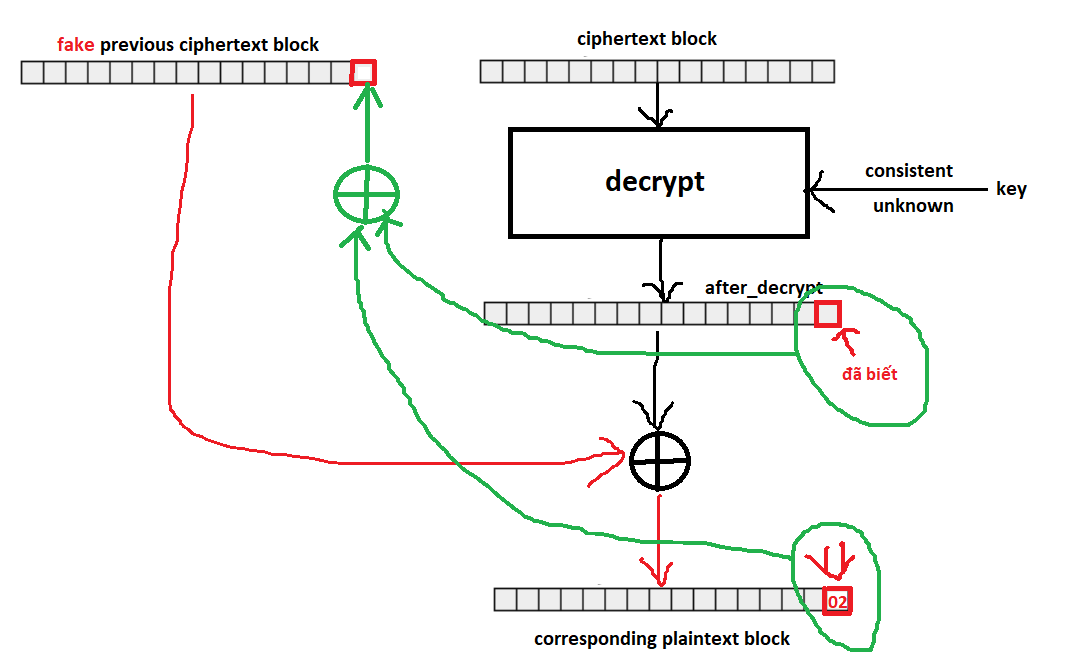 fake previous ciphertext block
ciphertext block
decrypt
consistent
unknown
key
after_decrypt
đã biết
02
corresponding plaintext block